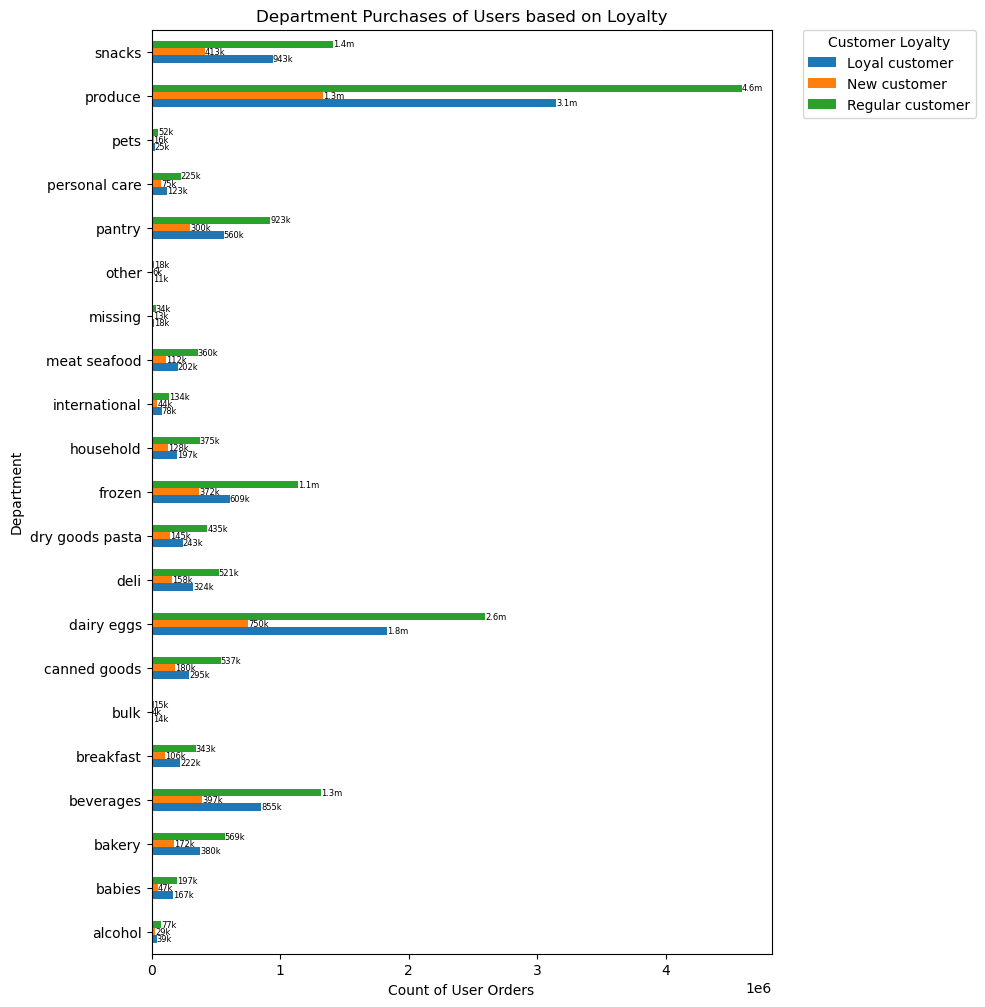 Department Purchases of Users based on Loyalty
Customer Loyalty
Loyal customer
New customer
Regular customer
Department
snacks
1.4m
413k
943k
produce
4.6m
1.3m
3.1m
pets
52k
16k
25k
personal care
225k
75k
123k
pantry
923k
300k
560k
other
18k
6k
11k
missing
34k
13k
18k
meat seafood
360k
112k
202k
international
134k
44k
78k
household
375k
128k
197k
frozen
1.1m
372k
609k
dry goods pasta
435k
145k
243k
deli
521k
158k
324k
dairy eggs
2.6m
750k
1.8m
canned goods
537k
180k
295k
bulk
15k
4k
14k
breakfast
343k
106k
222k
beverages
1.3m
397k
855k
bakery
569k
172k
380k
babies
197k
47k
167k
alcohol
77k
29k
39k
0 1 2 3 4
1e6
Count of User Orders